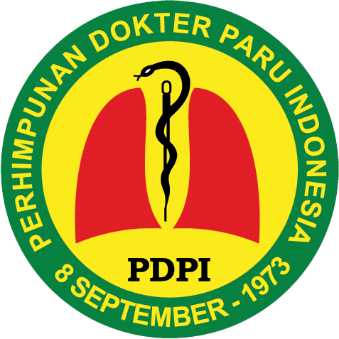 PERHIMPUNAN DOKTER PARU INDONESIA
PDPI
8 SEPTEMBER - 1973